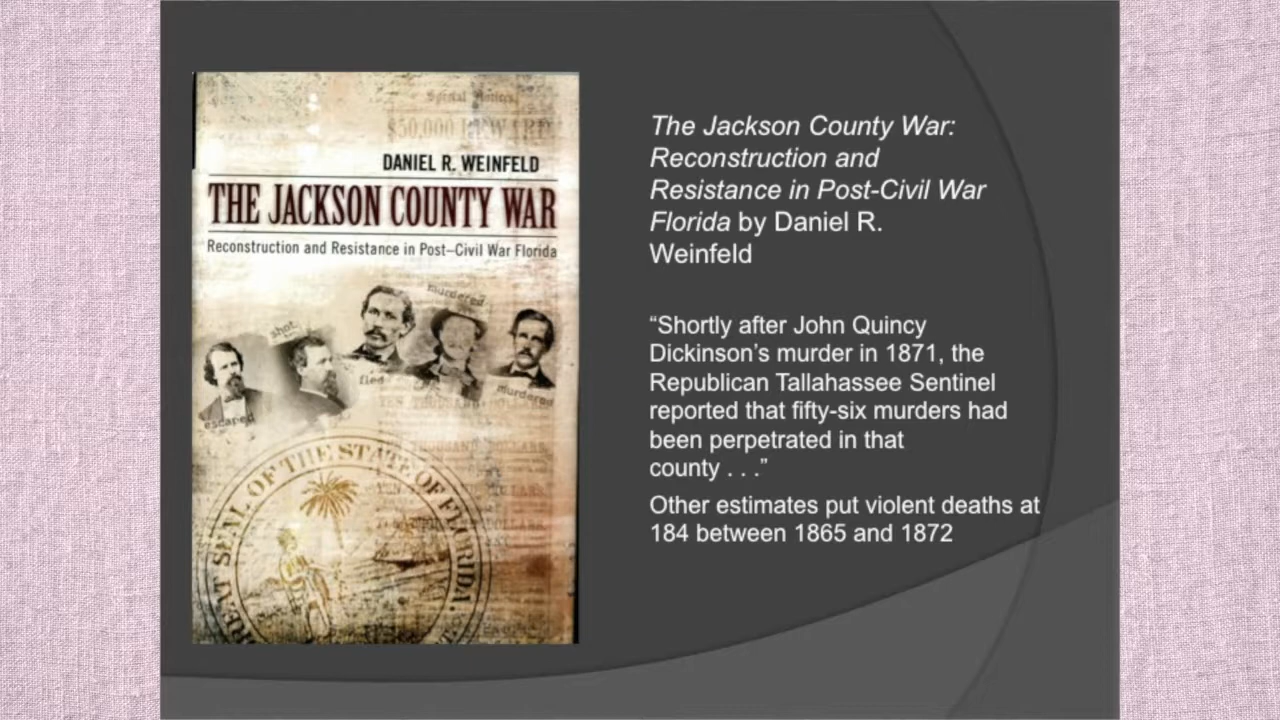 $50,000 REWARD
DANIEL R. WEINFELD
THE JACKSON COUNTY WAR
Reconstruction and Resistance in Post–Civil War Florida
murdered
shot
fled
murdered
escaped
GREAT SEAL OF THE STATE OF FLORIDA
The Jackson County War:
Reconstruction and
Resistance in Post-Civil War
Florida by Daniel R.
Weinfeld
“Shortly after John Quincy
Dickinson’s murder in 1871, the
Republican Tallahassee Sentinel
reported that fifty-six murders had
been perpetrated in that
county . . .”
Other estimates put violent deaths at
184 between 1865 and 1872